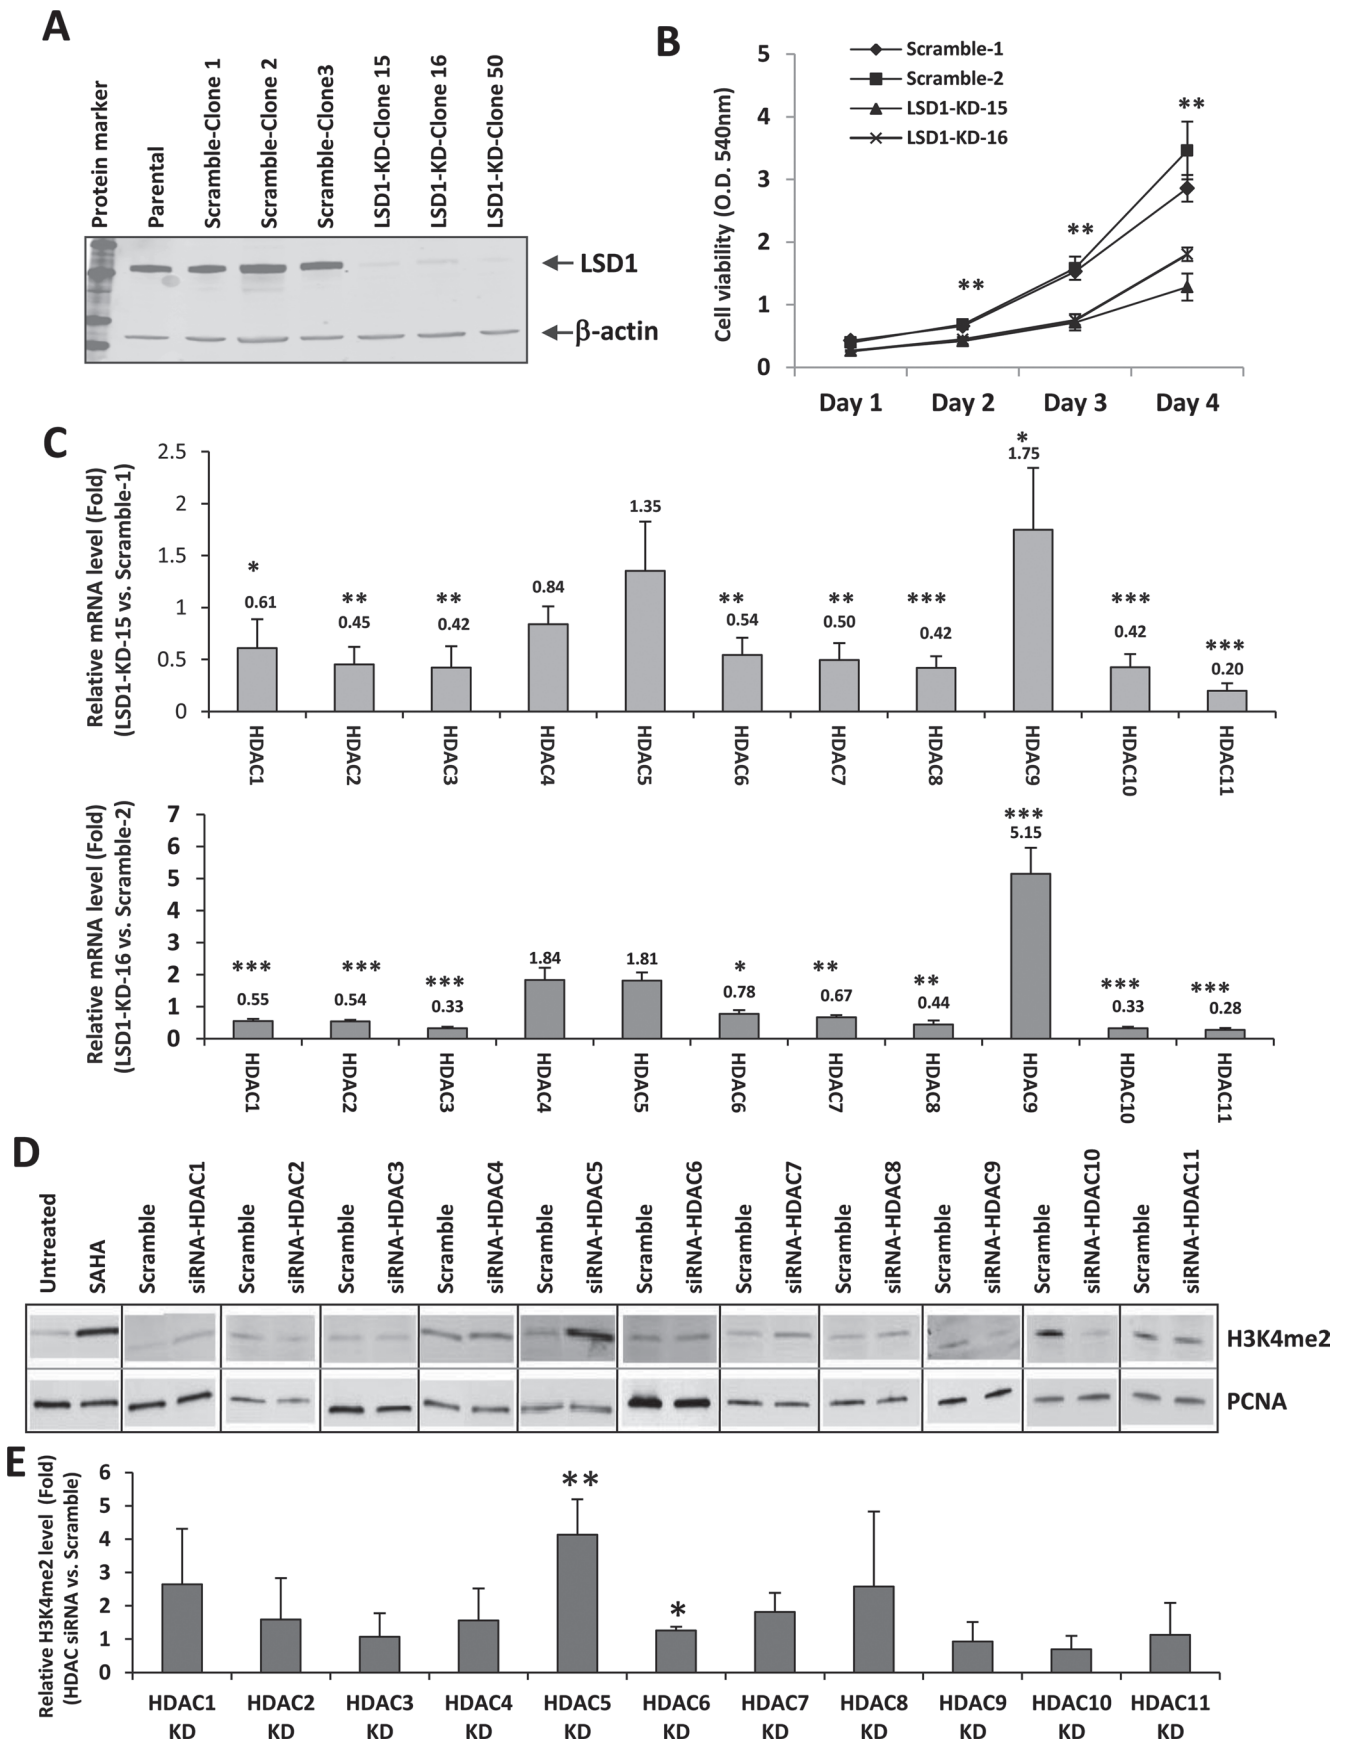 A
Protein marker
Parental
Scramble-Clone 1
Scramble-Clone 2
Scramble-Clone3
LSD1-KD-Clone 15
LSD1-KD-Clone 16
LSD1-KD-Clone 50
LSD1
β-actin
B
Cell viability (O.D. 540nm)
5
4
3
2
1
0
Scramble-1
Scramble-2
LSD1-KD-15
LSD1-KD-16
**
**
**
Day 1 Day 2 Day 3 Day 4
C
Relative mRNA level (Fold)
(LSD1-KD-15 vs. Scramble-1)
2.5
2
1.5
1
0.5
0
* ** ** ** ** *** * *** ***
0.61 0.45 0.42 0.84 1.35 0.54 0.50 0.42 1.75 0.42 0.20
HDAC1 HDAC2 HDAC3 HDAC4 HDAC5 HDAC6 HDAC7 HDAC8 HDAC9 HDAC10 HDAC11
Relative mRNA level (Fold)
(LSD1-KD-16 vs. Scramble-2)
7
6
5
4
3
2
1
0
*** *** *** * ** ** *** *** ***
0.55 0.54 0.33 1.84 1.81 0.78 0.67 0.44 5.15 0.33 0.28
HDAC1 HDAC2 HDAC3 HDAC4 HDAC5 HDAC6 HDAC7 HDAC8 HDAC9 HDAC10 HDAC11
D
Untreated
SAHA
Scramble
siRNA-HDAC1
Scramble
siRNA-HDAC2
Scramble
siRNA-HDAC3
Scramble
siRNA-HDAC4
Scramble
siRNA-HDAC5
Scramble
siRNA-HDAC6
Scramble
siRNA-HDAC7
Scramble
siRNA-HDAC8
Scramble
siRNA-HDAC9
Scramble
siRNA-HDAC10
Scramble
siRNA-HDAC11
H3K4me2
PCNA
E
Relative H3K4me2 level (Fold)
(HDAC siRNA vs. Scramble)
6
5
4
3
2
1
0
**
*
HDAC1 HDAC2 HDAC3 HDAC4 HDAC5 HDAC6 HDAC7 HDAC8 HDAC9 HDAC10 HDAC11
KD KD KD KD KD KD KD KD KD KD KD